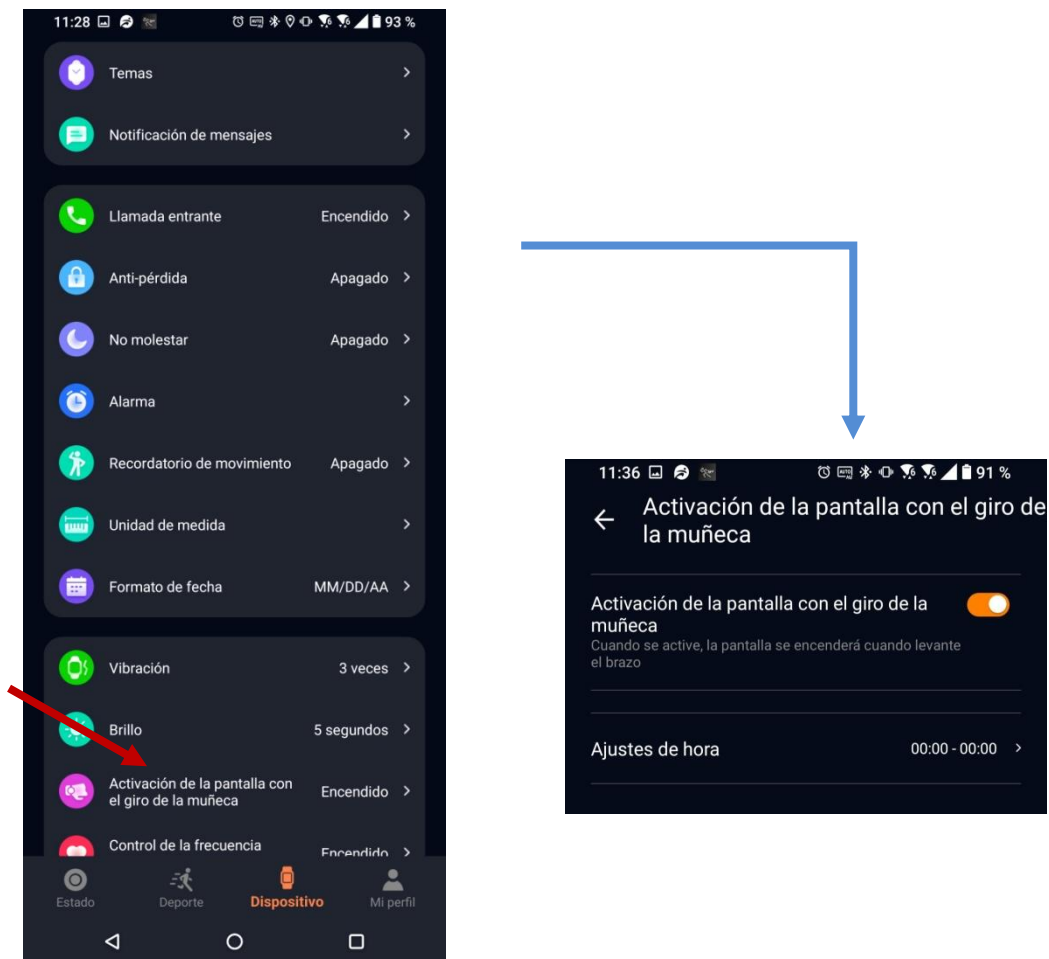 11:28 93 %
Temas
Notificación de mensajes
Llamada entrante Encendido
Anti-pérdida Apagado
No molestar Apagado
Alarma
Recordatorio de movimiento Apagado
Unidad de medida
Formato de fecha MM/DD/AA
Vibración 3 veces
Brillo 5 segundos
Activación de la pantalla con
el giro de la muñeca Encendido
Control de la frecuencia Encendido
Estado Deporte Dispositivo Mi perfil
11:36 91 %
Activación de la pantalla con el giro de
la muñeca
Activación de la pantalla con el giro de la
muñeca
Cuando se active, la pantalla se encenderá cuando levante
el brazo
Ajustes de hora 00:00 - 00:00